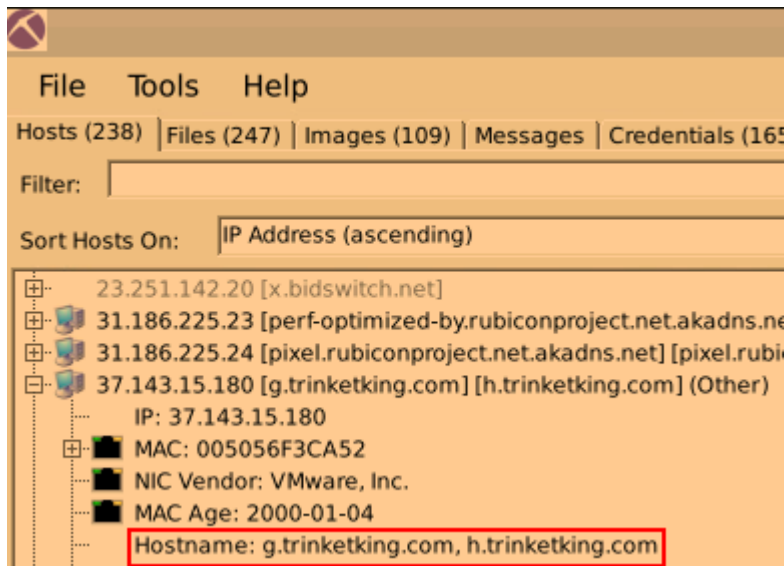 File Tools Help
Hosts (238) Files (247) Images (109) Messages Credentials (165
Filter:
Sort Hosts On: IP Address (ascending)
23.251.142.20 [x.bidswitch.net]
31.186.225.23 [perf-optimized-by.rubiconproject.net.akadns.ne
31.186.225.24 [pixel.rubiconproject.net.akadns.net] [pixel.rubi
37.143.15.180 [g.trinketking.com] [h.trinketking.com] (Other)
IP: 37.143.15.180
MAC: 005056F3CA52
NIC Vendor: VMware, Inc.
MAC Age: 2000-01-04
Hostname: g.trinketking.com, h.trinketking.com